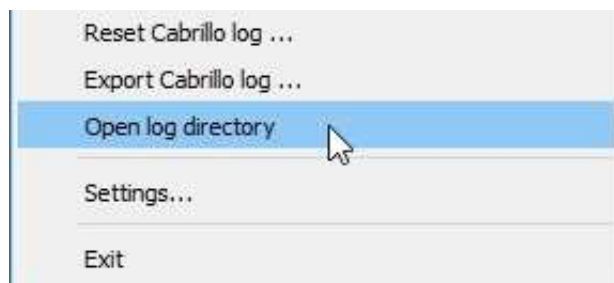 Reset Cabrillo log ...
Export Cabrillo log ...
Open log directory
Settings...
Exit